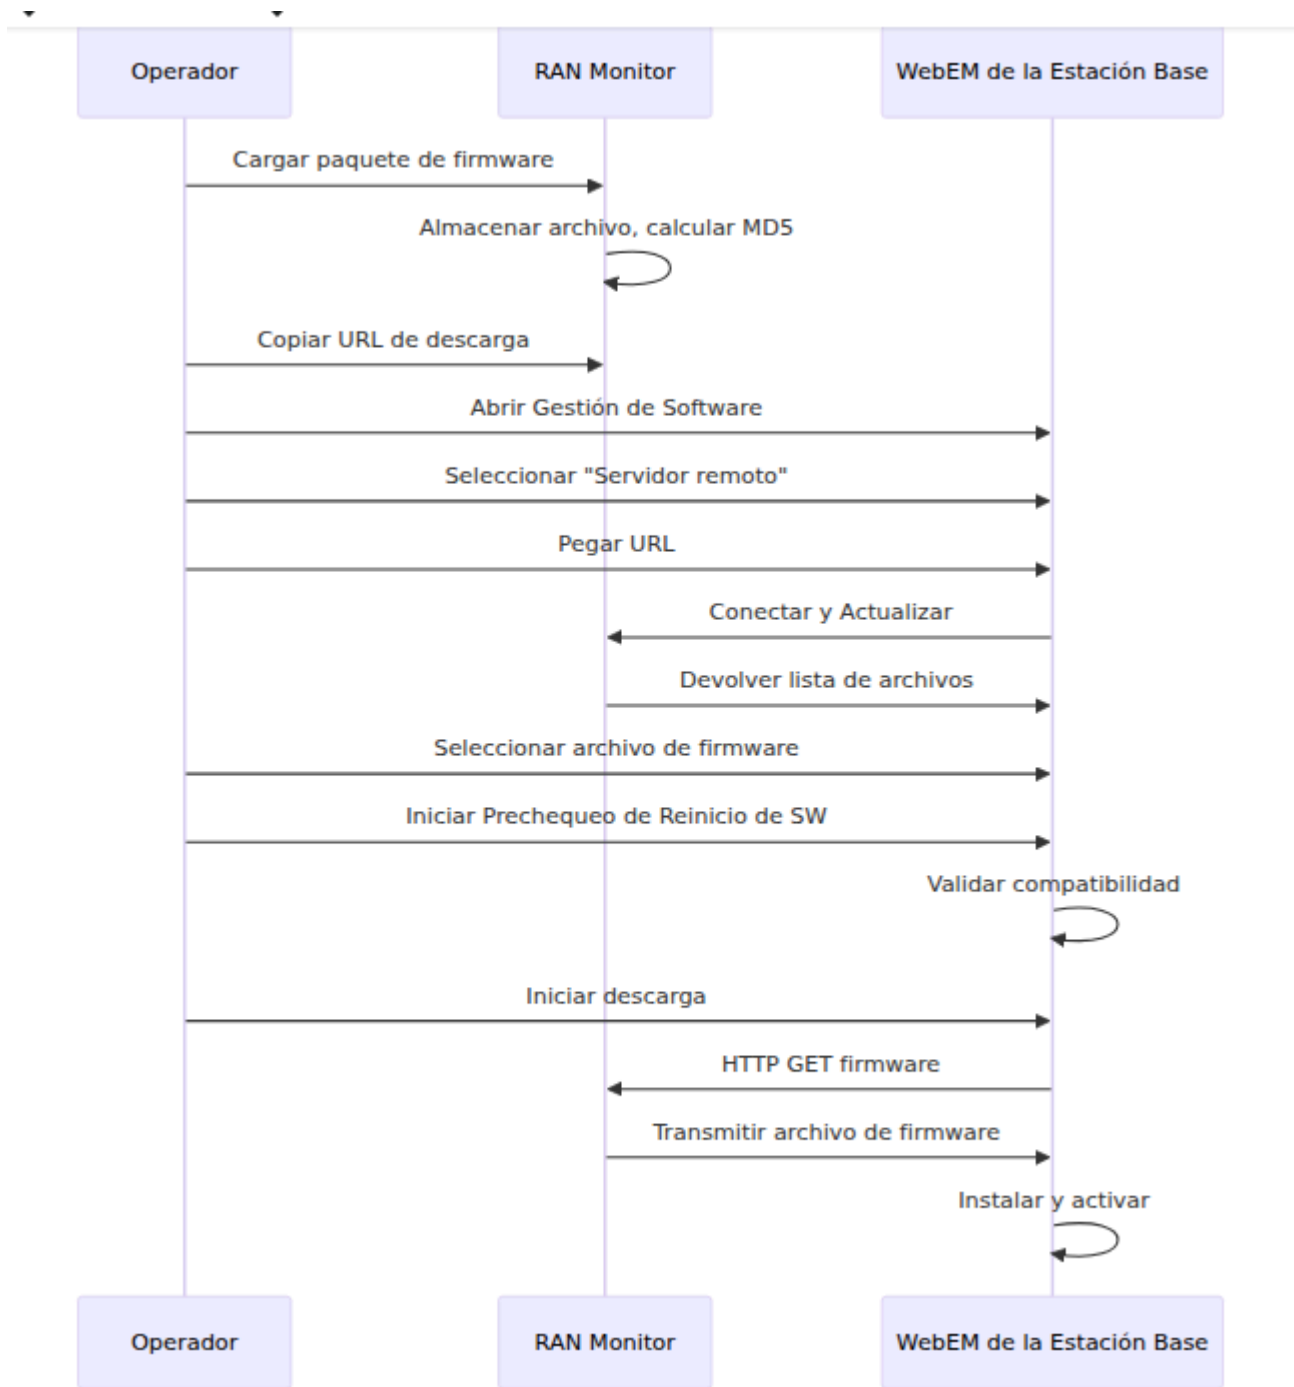 Operador
RAN Monitor
WebEM de la Estación Base
Cargar paquete de firmware
Almacenar archivo, calcular MD5
Copiar URL de descarga
Abrir Gestión de Software
Seleccionar "Servidor remoto"
Pegar URL
Conectar y Actualizar
Devolver lista de archivos
Seleccionar archivo de firmware
Iniciar Prechequeo de Reinicio de SW
Validar compatibilidad
Iniciar descarga
HTTP GET firmware
Transmitir archivo de firmware
Instalar y activar
Operador
RAN Monitor
WebEM de la Estación Base